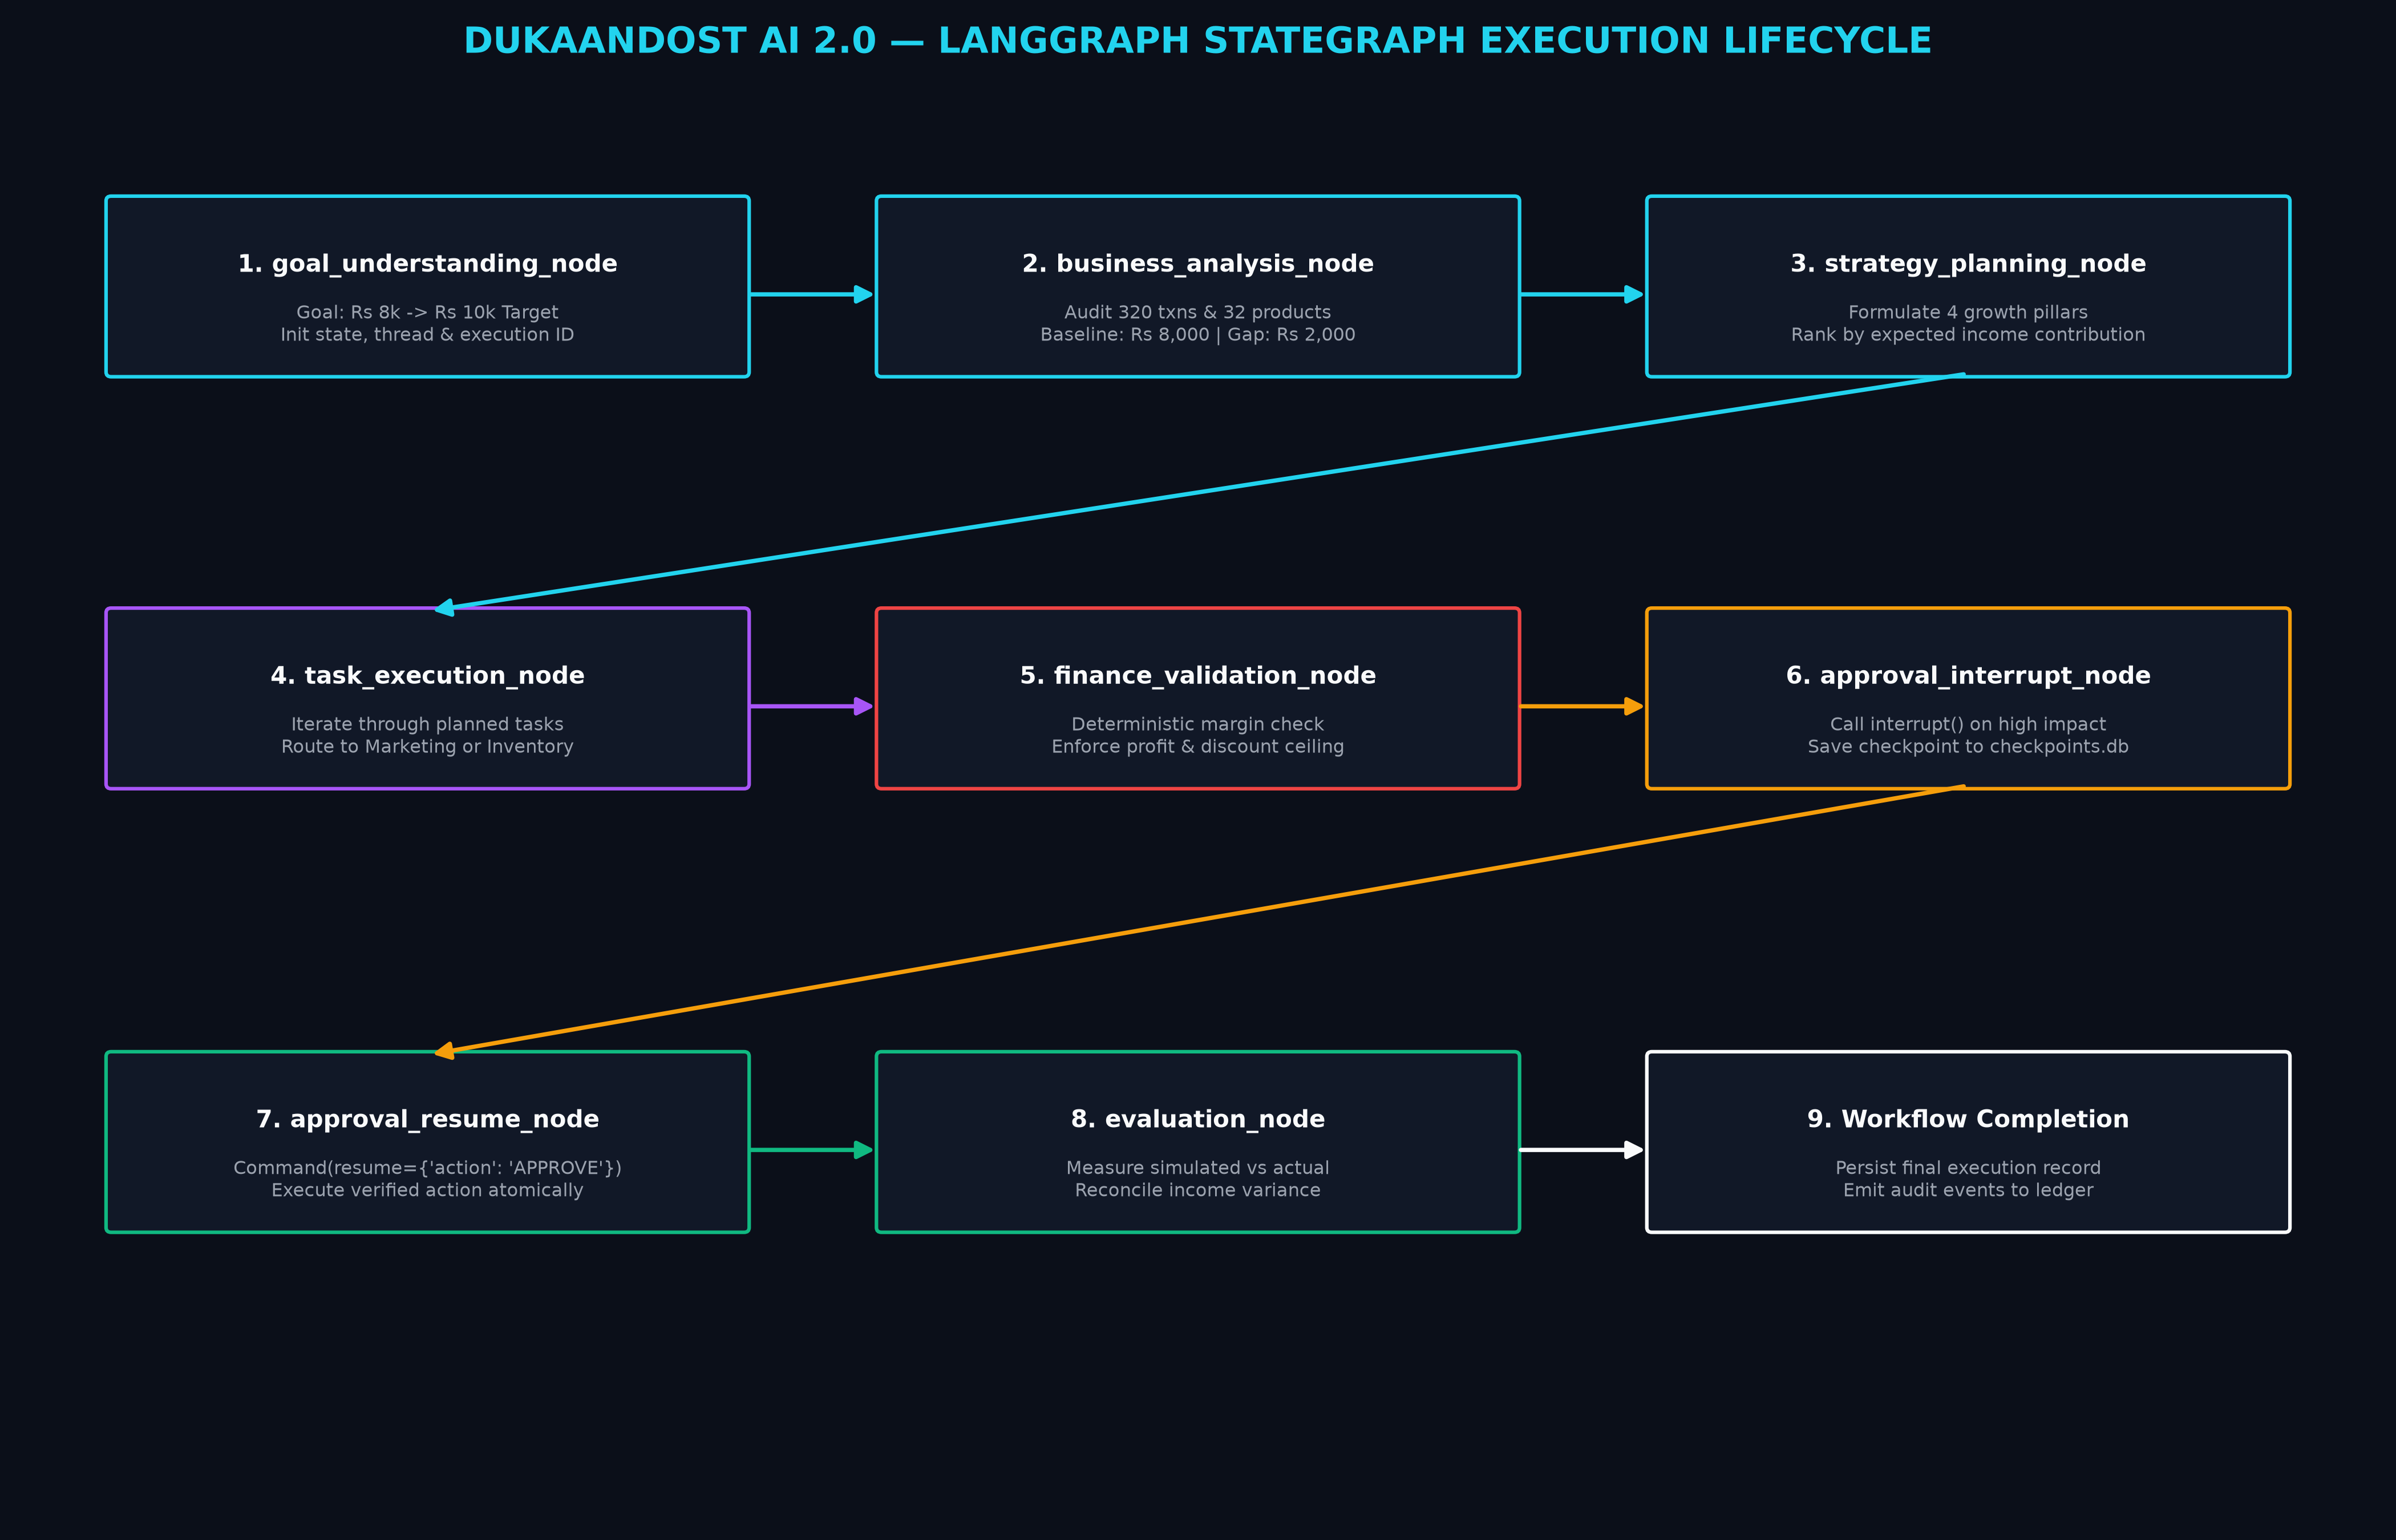 DUKAANDOST AI 2.0 — LANGGRAPH STATEGRAPH EXECUTION LIFECYCLE
1. goal_understanding_node
Goal: Rs 8k -> Rs 10k Target
Init state, thread & execution ID
2. business_analysis_node
Audit 320 txns & 32 products
Baseline: Rs 8,000 | Gap: Rs 2,000
3. strategy_planning_node
Formulate 4 growth pillars
Rank by expected income contribution
4. task_execution_node
Iterate through planned tasks
Route to Marketing or Inventory
5. finance_validation_node
Deterministic margin check
Enforce profit & discount ceiling
6. approval_interrupt_node
Call interrupt() on high impact
Save checkpoint to checkpoints.db
7. approval_resume_node
Command(resume={'action': 'APPROVE'})
Execute verified action atomically
8. evaluation_node
Measure simulated vs actual
Reconcile income variance
9. Workflow Completion
Persist final execution record
Emit audit events to ledger